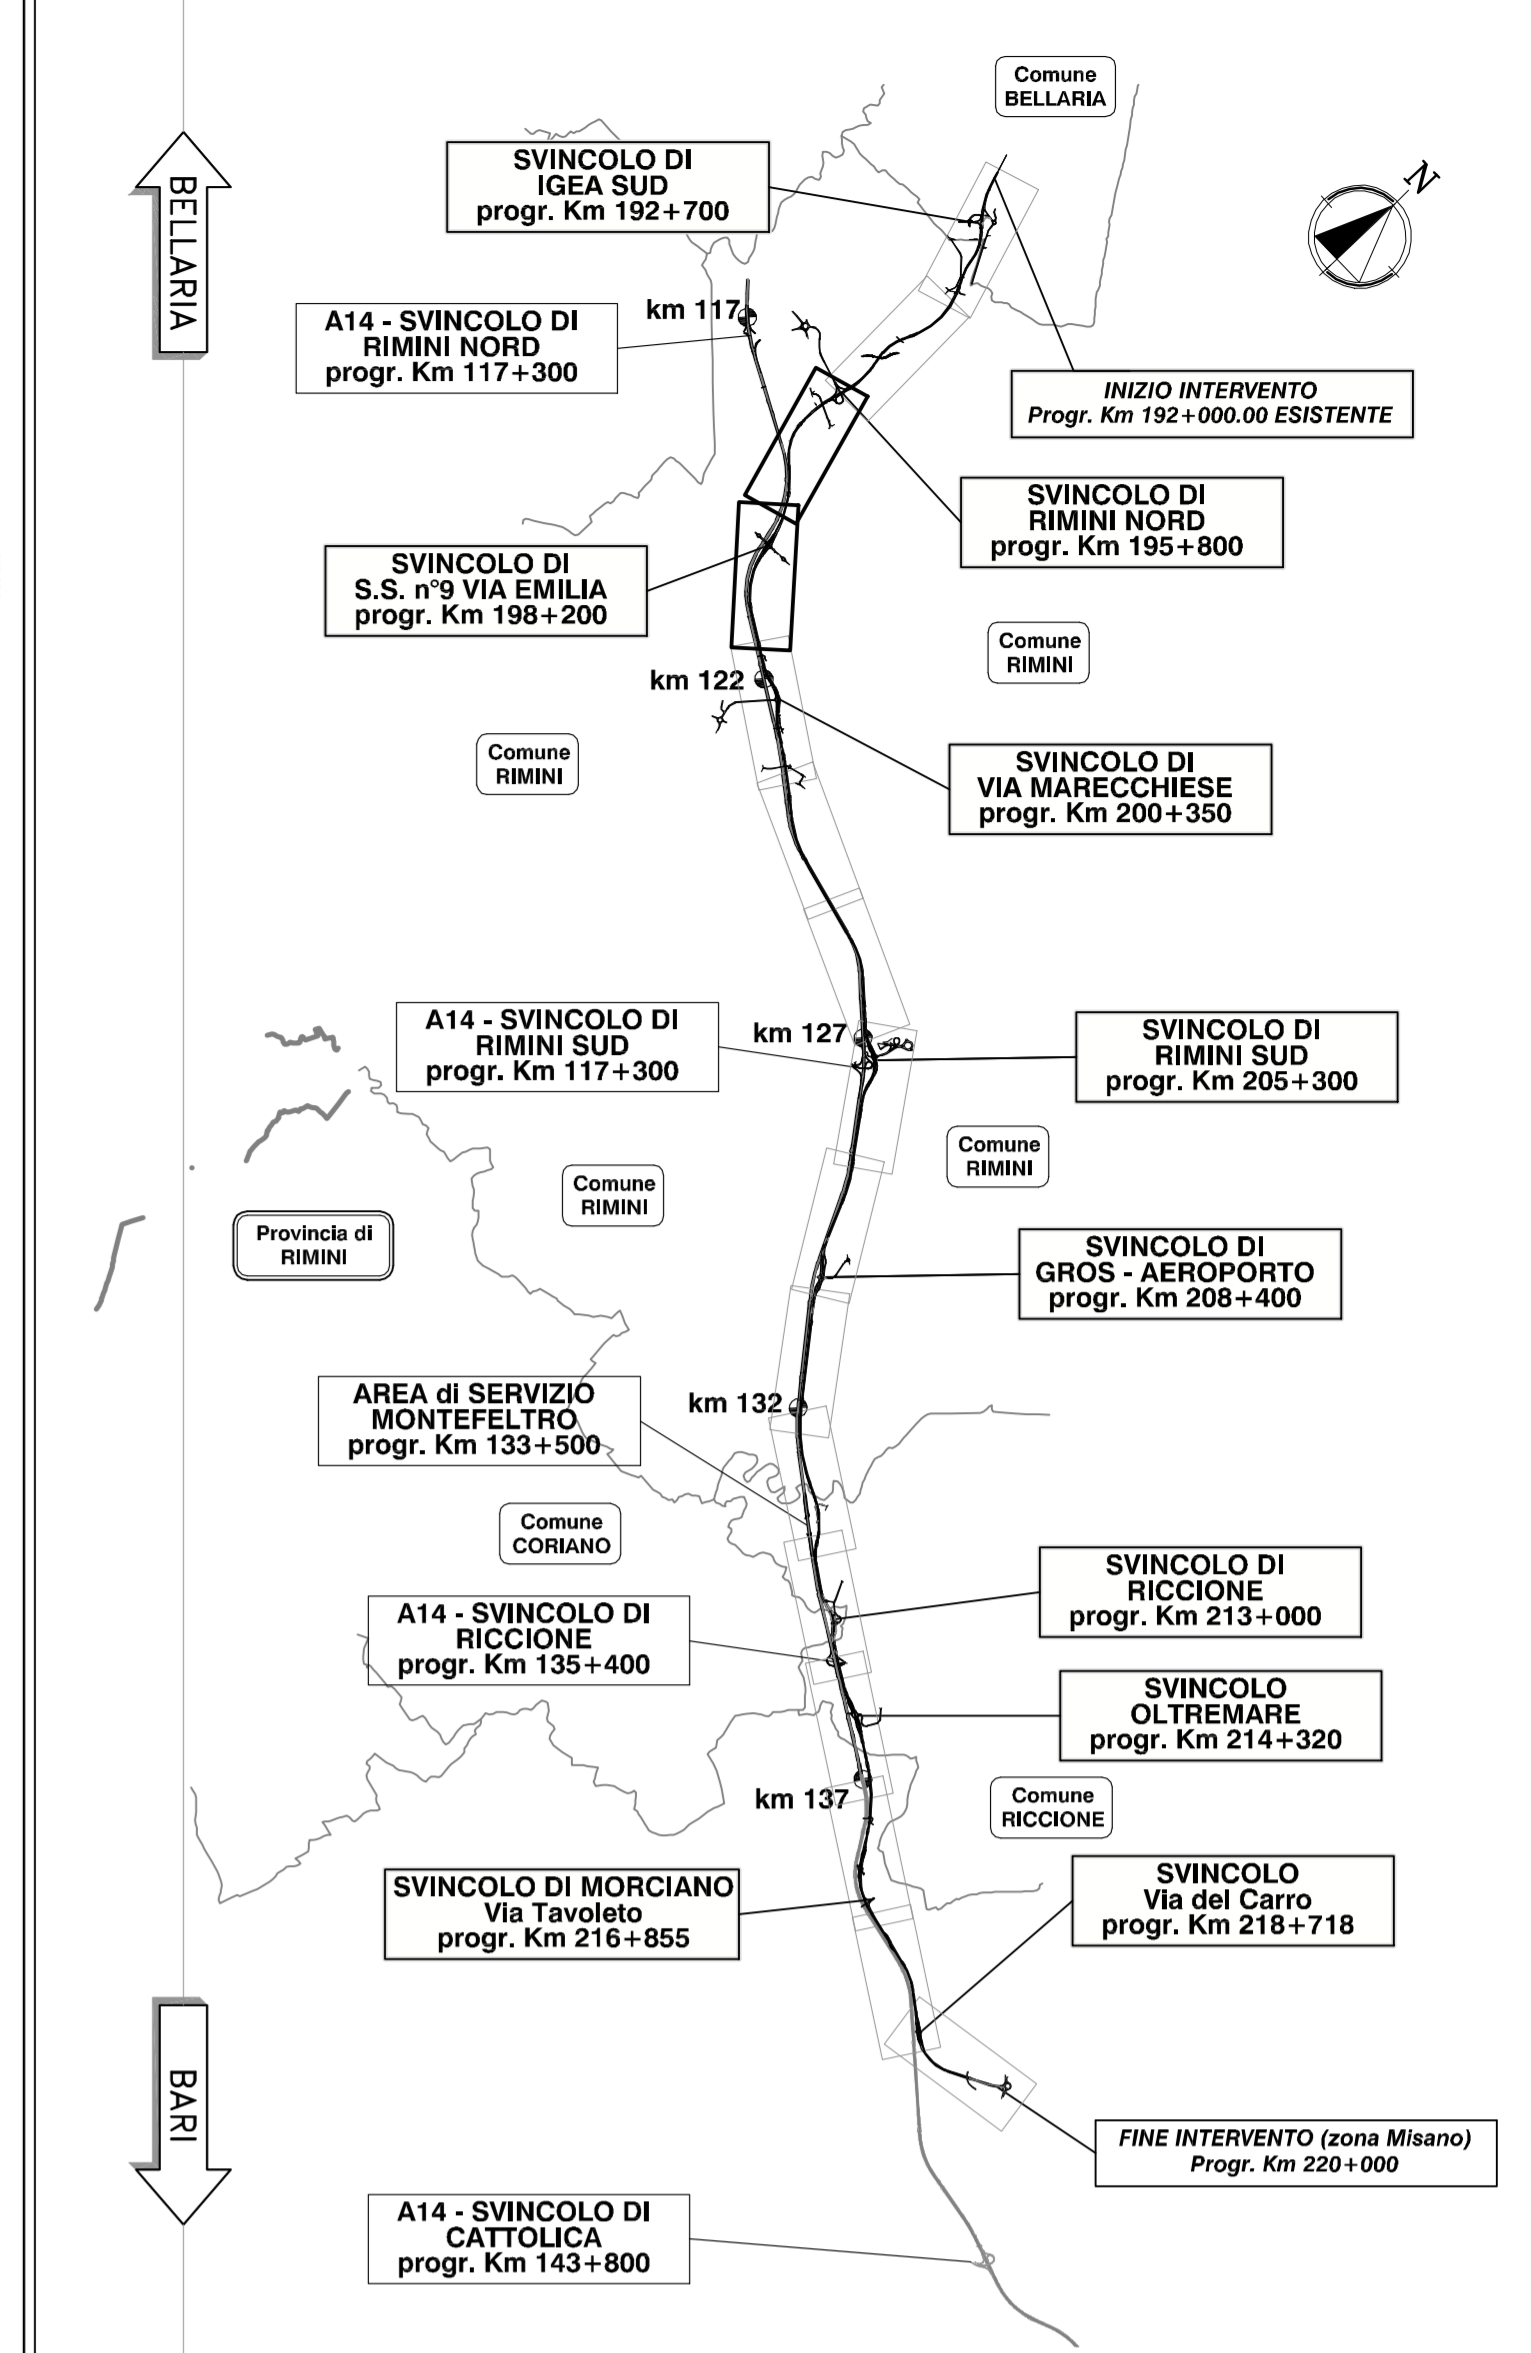 Comune
BELLARIA
SVINCOLO DI
IGEA SUD
progr. Km 192+700
BELLARIA
N
A14 - SVINCOLO DI
RIMINI NORD
progr. Km 117+300
km 117
INIZIO INTERVENTO
Progr. Km 192+000.00 ESISTENTE
SVINCOLO DI
RIMINI NORD
progr. Km 195+800
SVINCOLO DI
S.S. n°9 VIA EMILIA
progr. Km 198+200
Comune
RIMINI
km 122
Comune
RIMINI
SVINCOLO DI
VIA MARECCHIESE
progr. Km 200+350
A14 - SVINCOLO DI
RIMINI SUD
progr. Km 117+300
km 127
SVINCOLO DI
RIMINI SUD
progr. Km 205+300
Comune
RIMINI
Comune
RIMINI
Provincia di
RIMINI
SVINCOLO DI
GROS - AEROPORTO
progr. Km 208+400
AREA di SERVIZIO
MONTEFELTRO
progr. Km 133+500
km 132
Comune
CORIANO
SVINCOLO DI
RICCIONE
progr. Km 213+000
A14 - SVINCOLO DI
RICCIONE
progr. Km 135+400
SVINCOLO
OLTREMARE
progr. Km 214+320
km 137
Comune
RICCIONE
SVINCOLO DI MORCIANO
Via Tavoleto
progr. Km 216+855
SVINCOLO
Via del Carro
progr. Km 218+718
BARI
FINE INTERVENTO (zona Misano)
Progr. Km 220+000
A14 - SVINCOLO DI
CATTOLICA
progr. Km 143+800